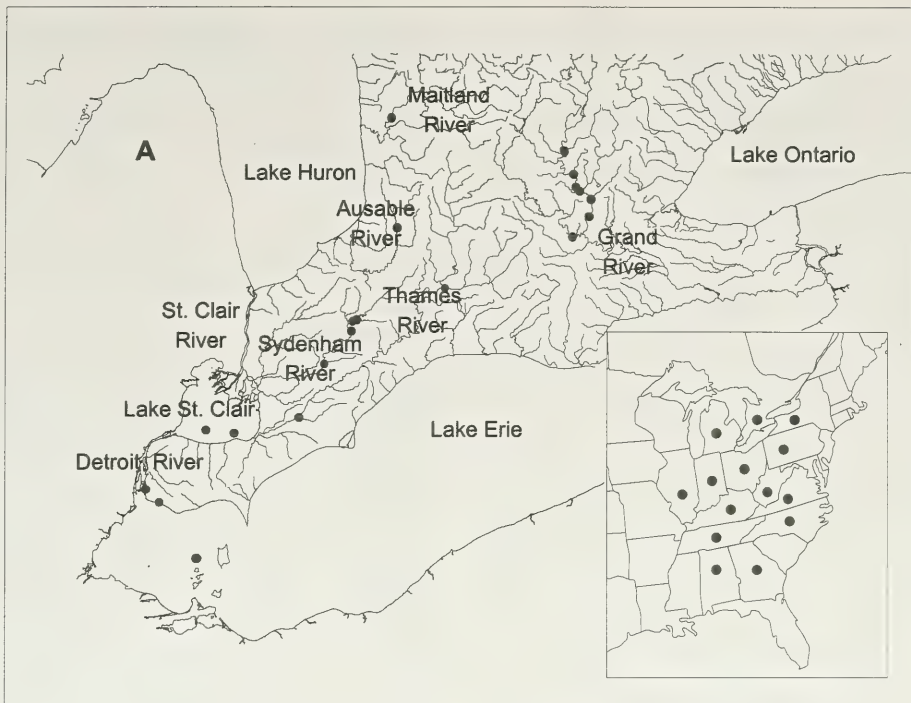 Maitland
River
A
Lake Huron
Lake Ontario
Ausable
River
Grand
River
St. Clair
River
Thames
River
Sydenham
River
Lake St. Clair
Lake Erie
Detroit River